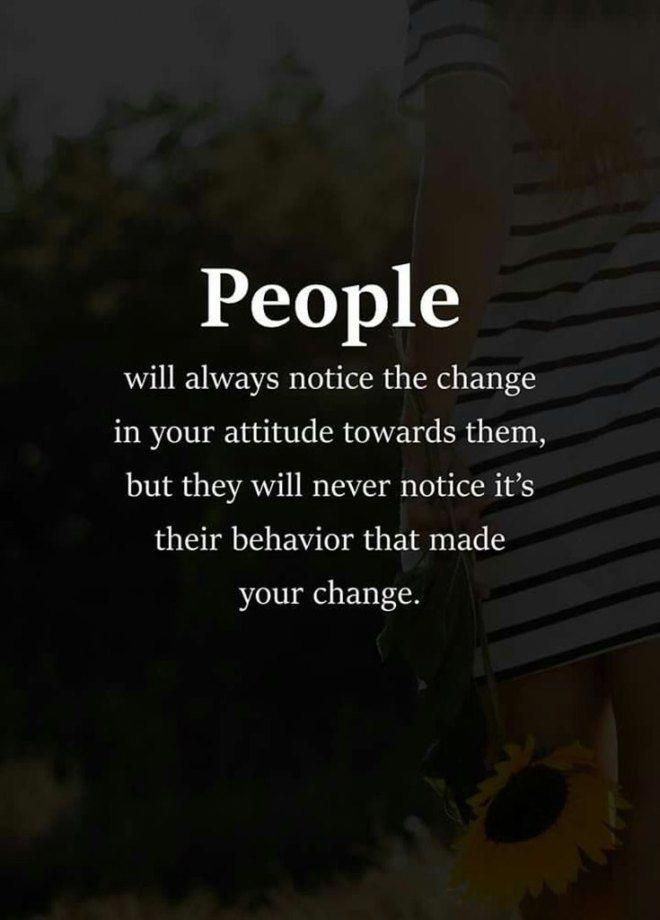 People
will always notice the change
in your attitude towards them,
but they will never notice it’s
their behavior that made
your change.